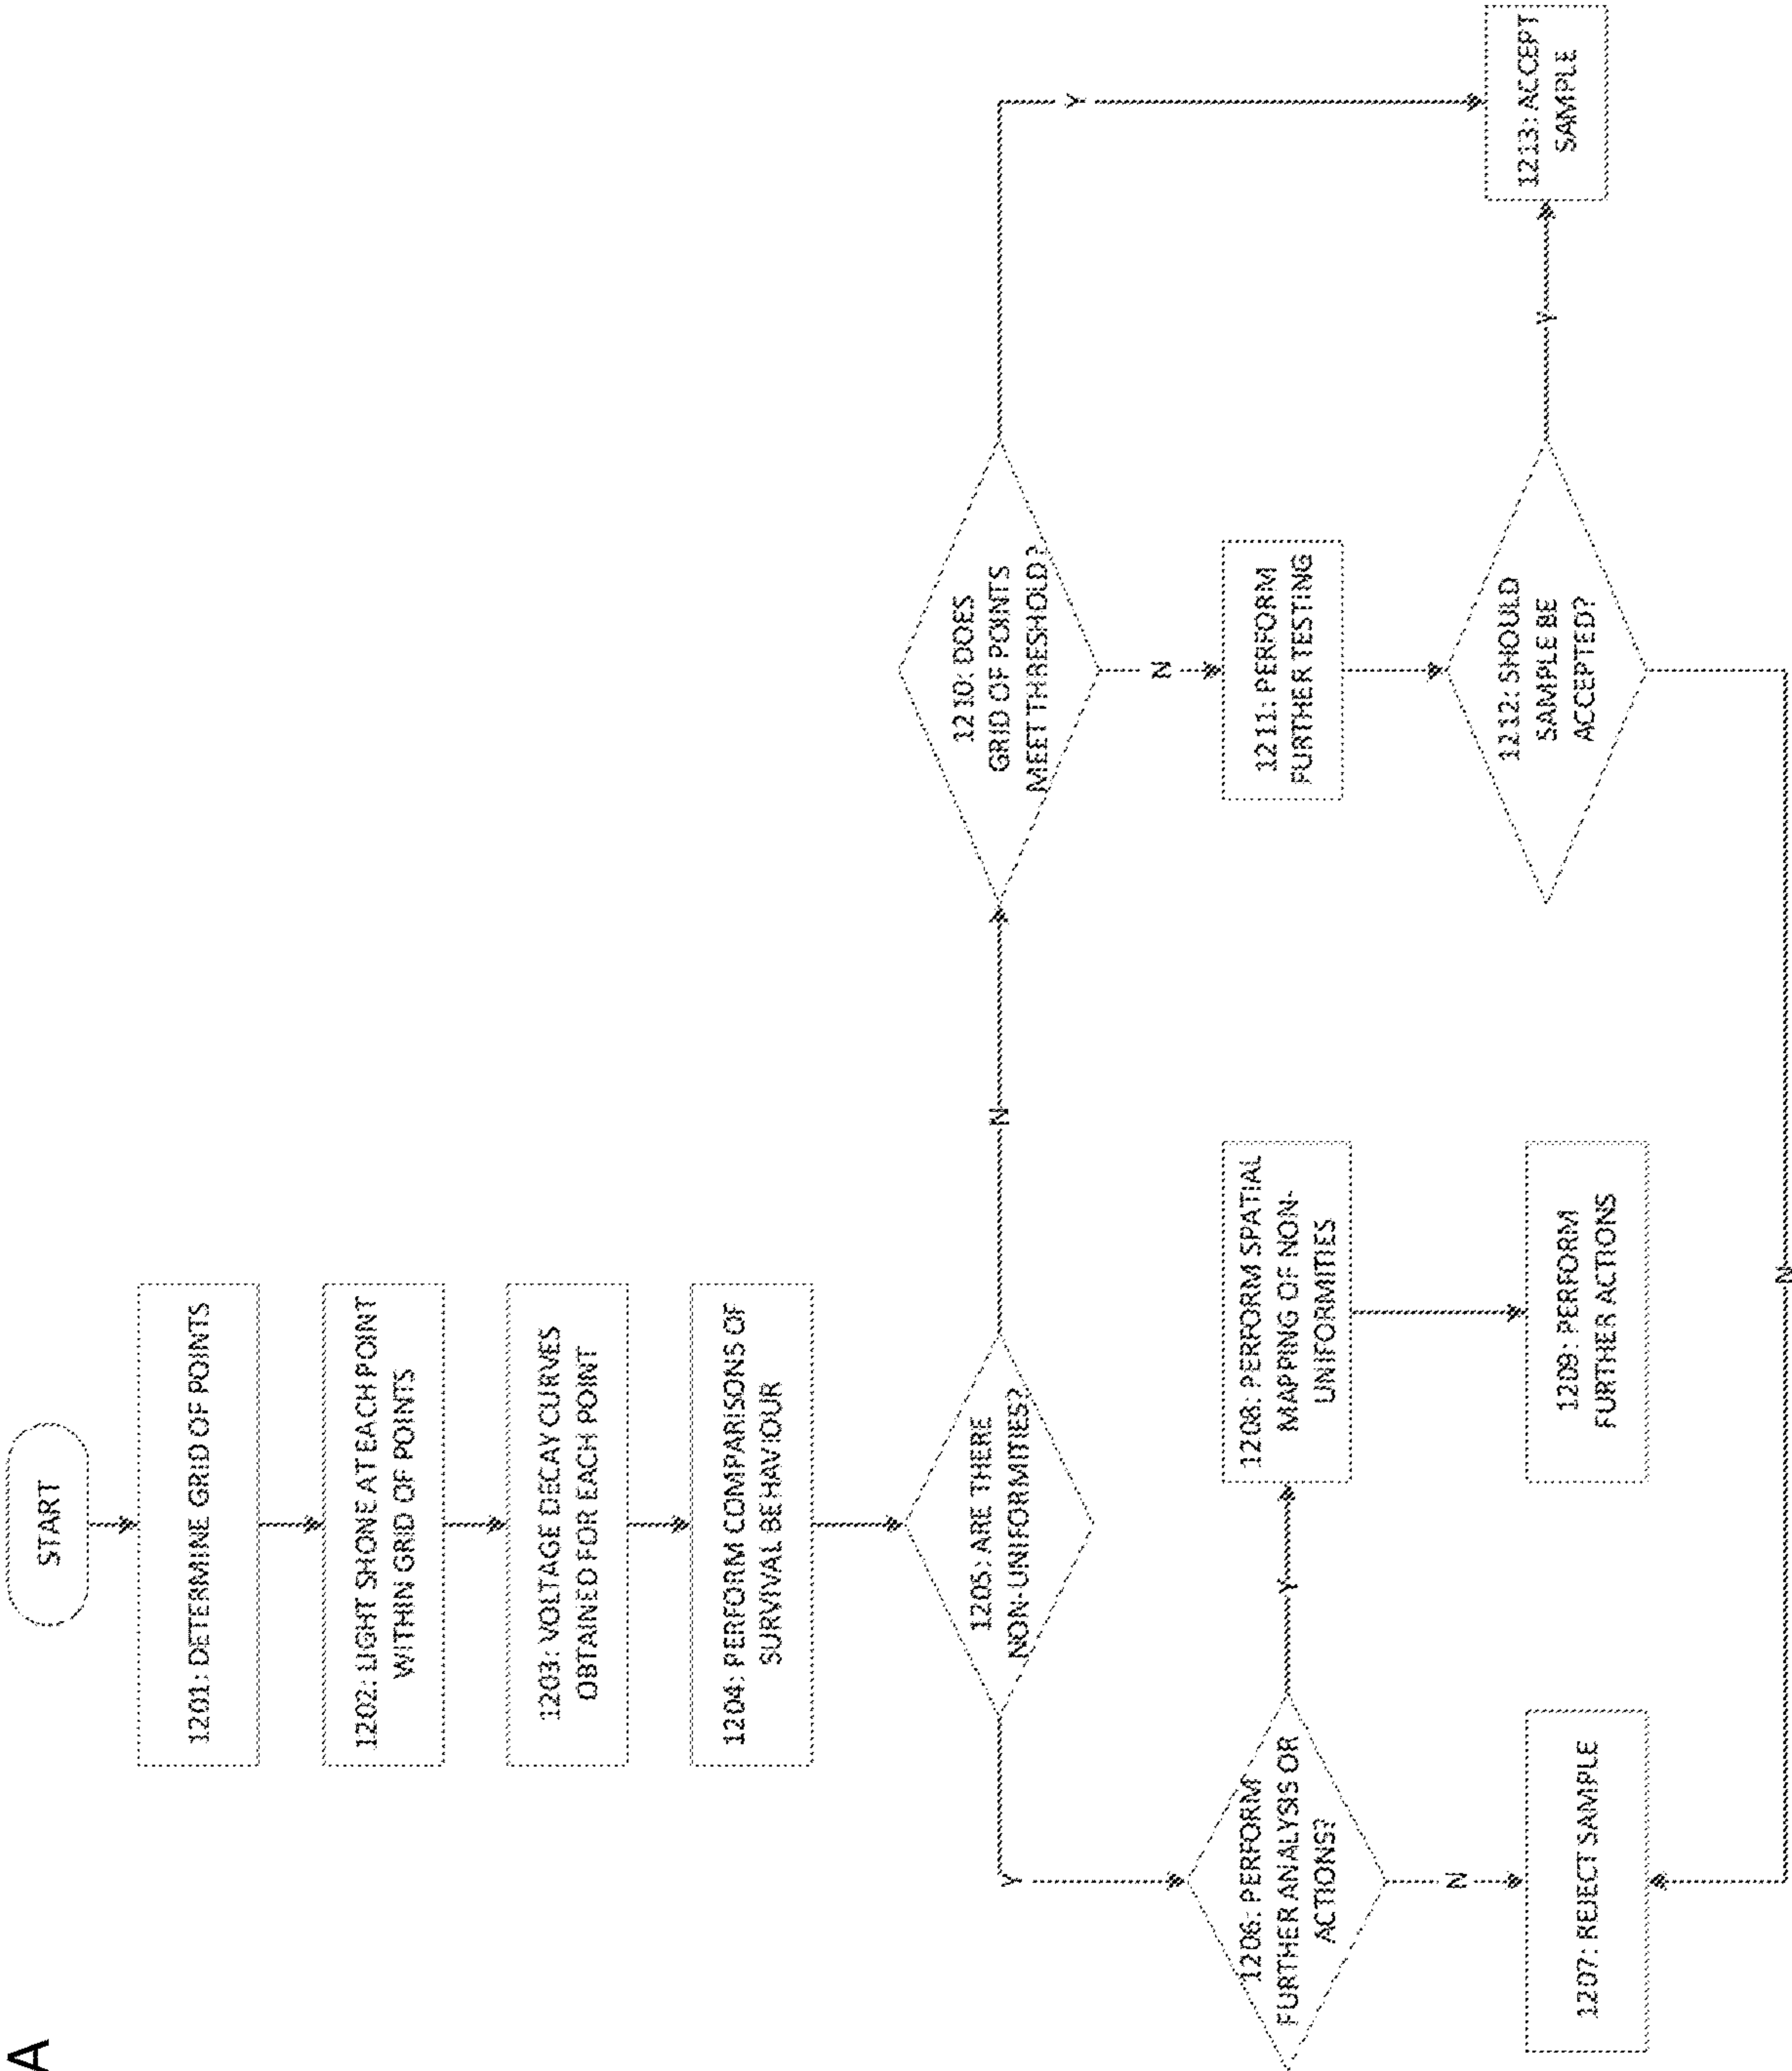 A
START
1201: DETERMINE GRID OF POINTS
1202: LIGHT SHONE AT EACH POINT
WITHIN GRID OF POINTS
1203: VOLTAGE DECAY CURVES
OBTAINED FOR EACH POINT
1204: PERFORM COMPARISONS OF
SURVIVAL BEHAVIOUR
1205: ARE THERE
NON-UNIFORMITIES?
Y
N
1206: PERFORM
FURTHER ANALYSIS OR
ACTIONS?
Y
N
1207: REJECT SAMPLE
1208: PERFORM SPATIAL
MAPPING OF NON-
UNIFORMITIES
1209: PERFORM
FURTHER ACTIONS
1210: DOES
GRID OF POINTS
MEET THRESHOLD?
Y
N
1211: PERFORM
FURTHER TESTING
1212: SHOULD
SAMPLE BE
ACCEPTED?
Y
N
1213: ACCEPT
SAMPLE